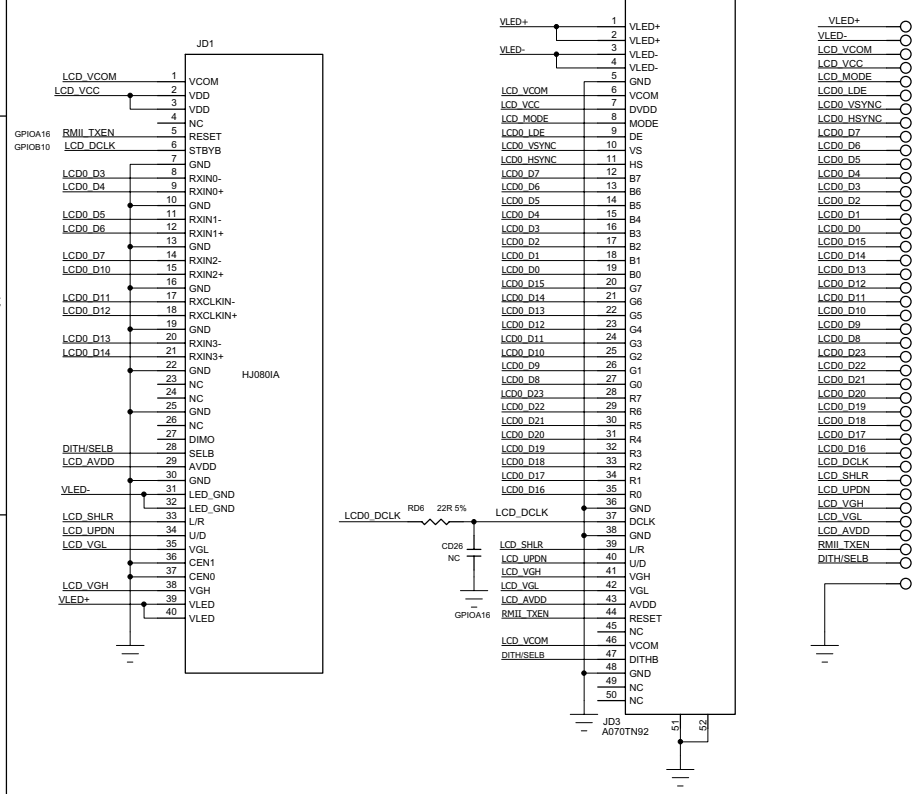 JD1
LCD_VCOM 1 VCOM
LCD_VCC 2 VDD
3 VDD
4 NC
GPIOA16 RMII_TXEN 5 RESET
GPIOB10 LCD_DCLK 6 STBYB
7 GND
LCD0_D3 8 RXIN0-
LCD0_D4 9 RXIN0+
10 GND
LCD0_D5 11 RXIN1-
LCD0_D6 12 RXIN1+
13 GND
LCD0_D7 14 RXIN2-
LCD0_D10 15 RXIN2+
16 GND
LCD0_D11 17 RXCLKIN-
LCD0_D12 18 RXCLKIN+
19 GND
LCD0_D13 20 RXIN3-
LCD0_D14 21 RXIN3+
22 GND
23 NC
24 NC
25 GND
26 NC
27 DIMO
DITH/SELB 28 SELB
LCD_AVDD 29 AVDD
30 GND
VLED- 31 LED_GND
32 LED_GND
LCD_SHLR 33 L/R
LCD_UPDN 34 U/D
LCD_VGL 35 VGL
36 CEN1
37 CEN0
LCD_VGH 38 VGH
VLED+ 39 VLED
40 VLED
HJ080IA
VLED+ 1 VLED+
2 VLED+
VLED- 3 VLED-
4 VLED-
5 GND
LCD_VCOM 6 VCOM
LCD_VCC 7 DVDD
LCD_MODE 8 MODE
LCD0_LDE 9 DE
LCD0_VSYNC 10 VS
LCD0_HSYNC 11 HS
LCD0_D7 12 B7
LCD0_D6 13 B6
LCD0_D5 14 B5
LCD0_D4 15 B4
LCD0_D3 16 B3
LCD0_D2 17 B2
LCD0_D1 18 B1
LCD0_D0 19 B0
LCD0_D15 20 G7
LCD0_D14 21 G6
LCD0_D13 22 G5
LCD0_D12 23 G4
LCD0_D11 24 G3
LCD0_D10 25 G2
LCD0_D9 26 G1
LCD0_D8 27 G0
LCD0_D23 28 R7
LCD0_D22 29 R6
LCD0_D21 30 R5
LCD0_D20 31 R4
LCD0_D19 32 R3
LCD0_D18 33 R2
LCD0_D17 34 R1
LCD0_D16 35 R0
36 GND
LCD0_DCLK RD6 22R 5% LCD_DCLK 37 DCLK
38 GND
CD26
NC
LCD_SHLR 39 L/R
LCD_UPDN 40 U/D
LCD_VGH 41 VGH
LCD_VGL 42 VGL
LCD_AVDD 43 AVDD
GPIOA16 RMII_TXEN 44 RESET
45 NC
LCD_VCOM 46 VCOM
DITH/SELB 47 DITHB
48 GND
49 NC
50 NC
JD3
A070TN92
51
52
VLED+
VLED-
LCD_VCOM
LCD_VCC
LCD_MODE
LCD0_LDE
LCD0_VSYNC
LCD0_HSYNC
LCD0_D7
LCD0_D6
LCD0_D5
LCD0_D4
LCD0_D3
LCD0_D2
LCD0_D1
LCD0_D0
LCD0_D15
LCD0_D14
LCD0_D13
LCD0_D12
LCD0_D11
LCD0_D10
LCD0_D9
LCD0_D8
LCD0_D23
LCD0_D22
LCD0_D21
LCD0_D20
LCD0_D19
LCD0_D18
LCD0_D17
LCD0_D16
LCD_DCLK
LCD_SHLR
LCD_UPDN
LCD_VGH
LCD_VGL
LCD_AVDD
RMII_TXEN
DITH/SELB